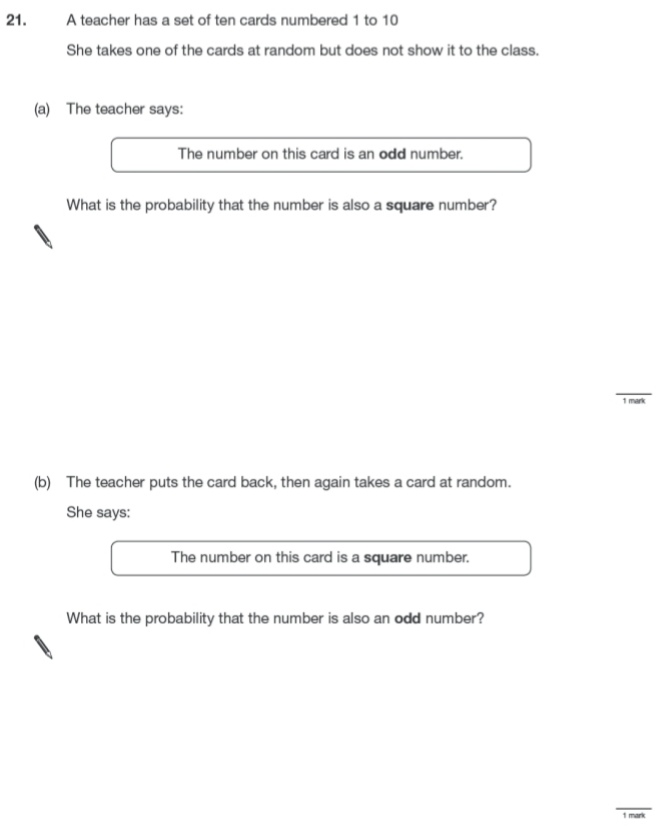 21. A teacher has a set of ten cards numbered 1 to 10
She takes one of the cards at random but does not show it to the class.
(a) The teacher says:
The number on this card is an odd number.
What is the probability that the number is also a square number?
1 mark
(b) The teacher puts the card back, then again takes a card at random.
She says:
The number on this card is a square number.
What is the probability that the number is also an odd number?
1 mark